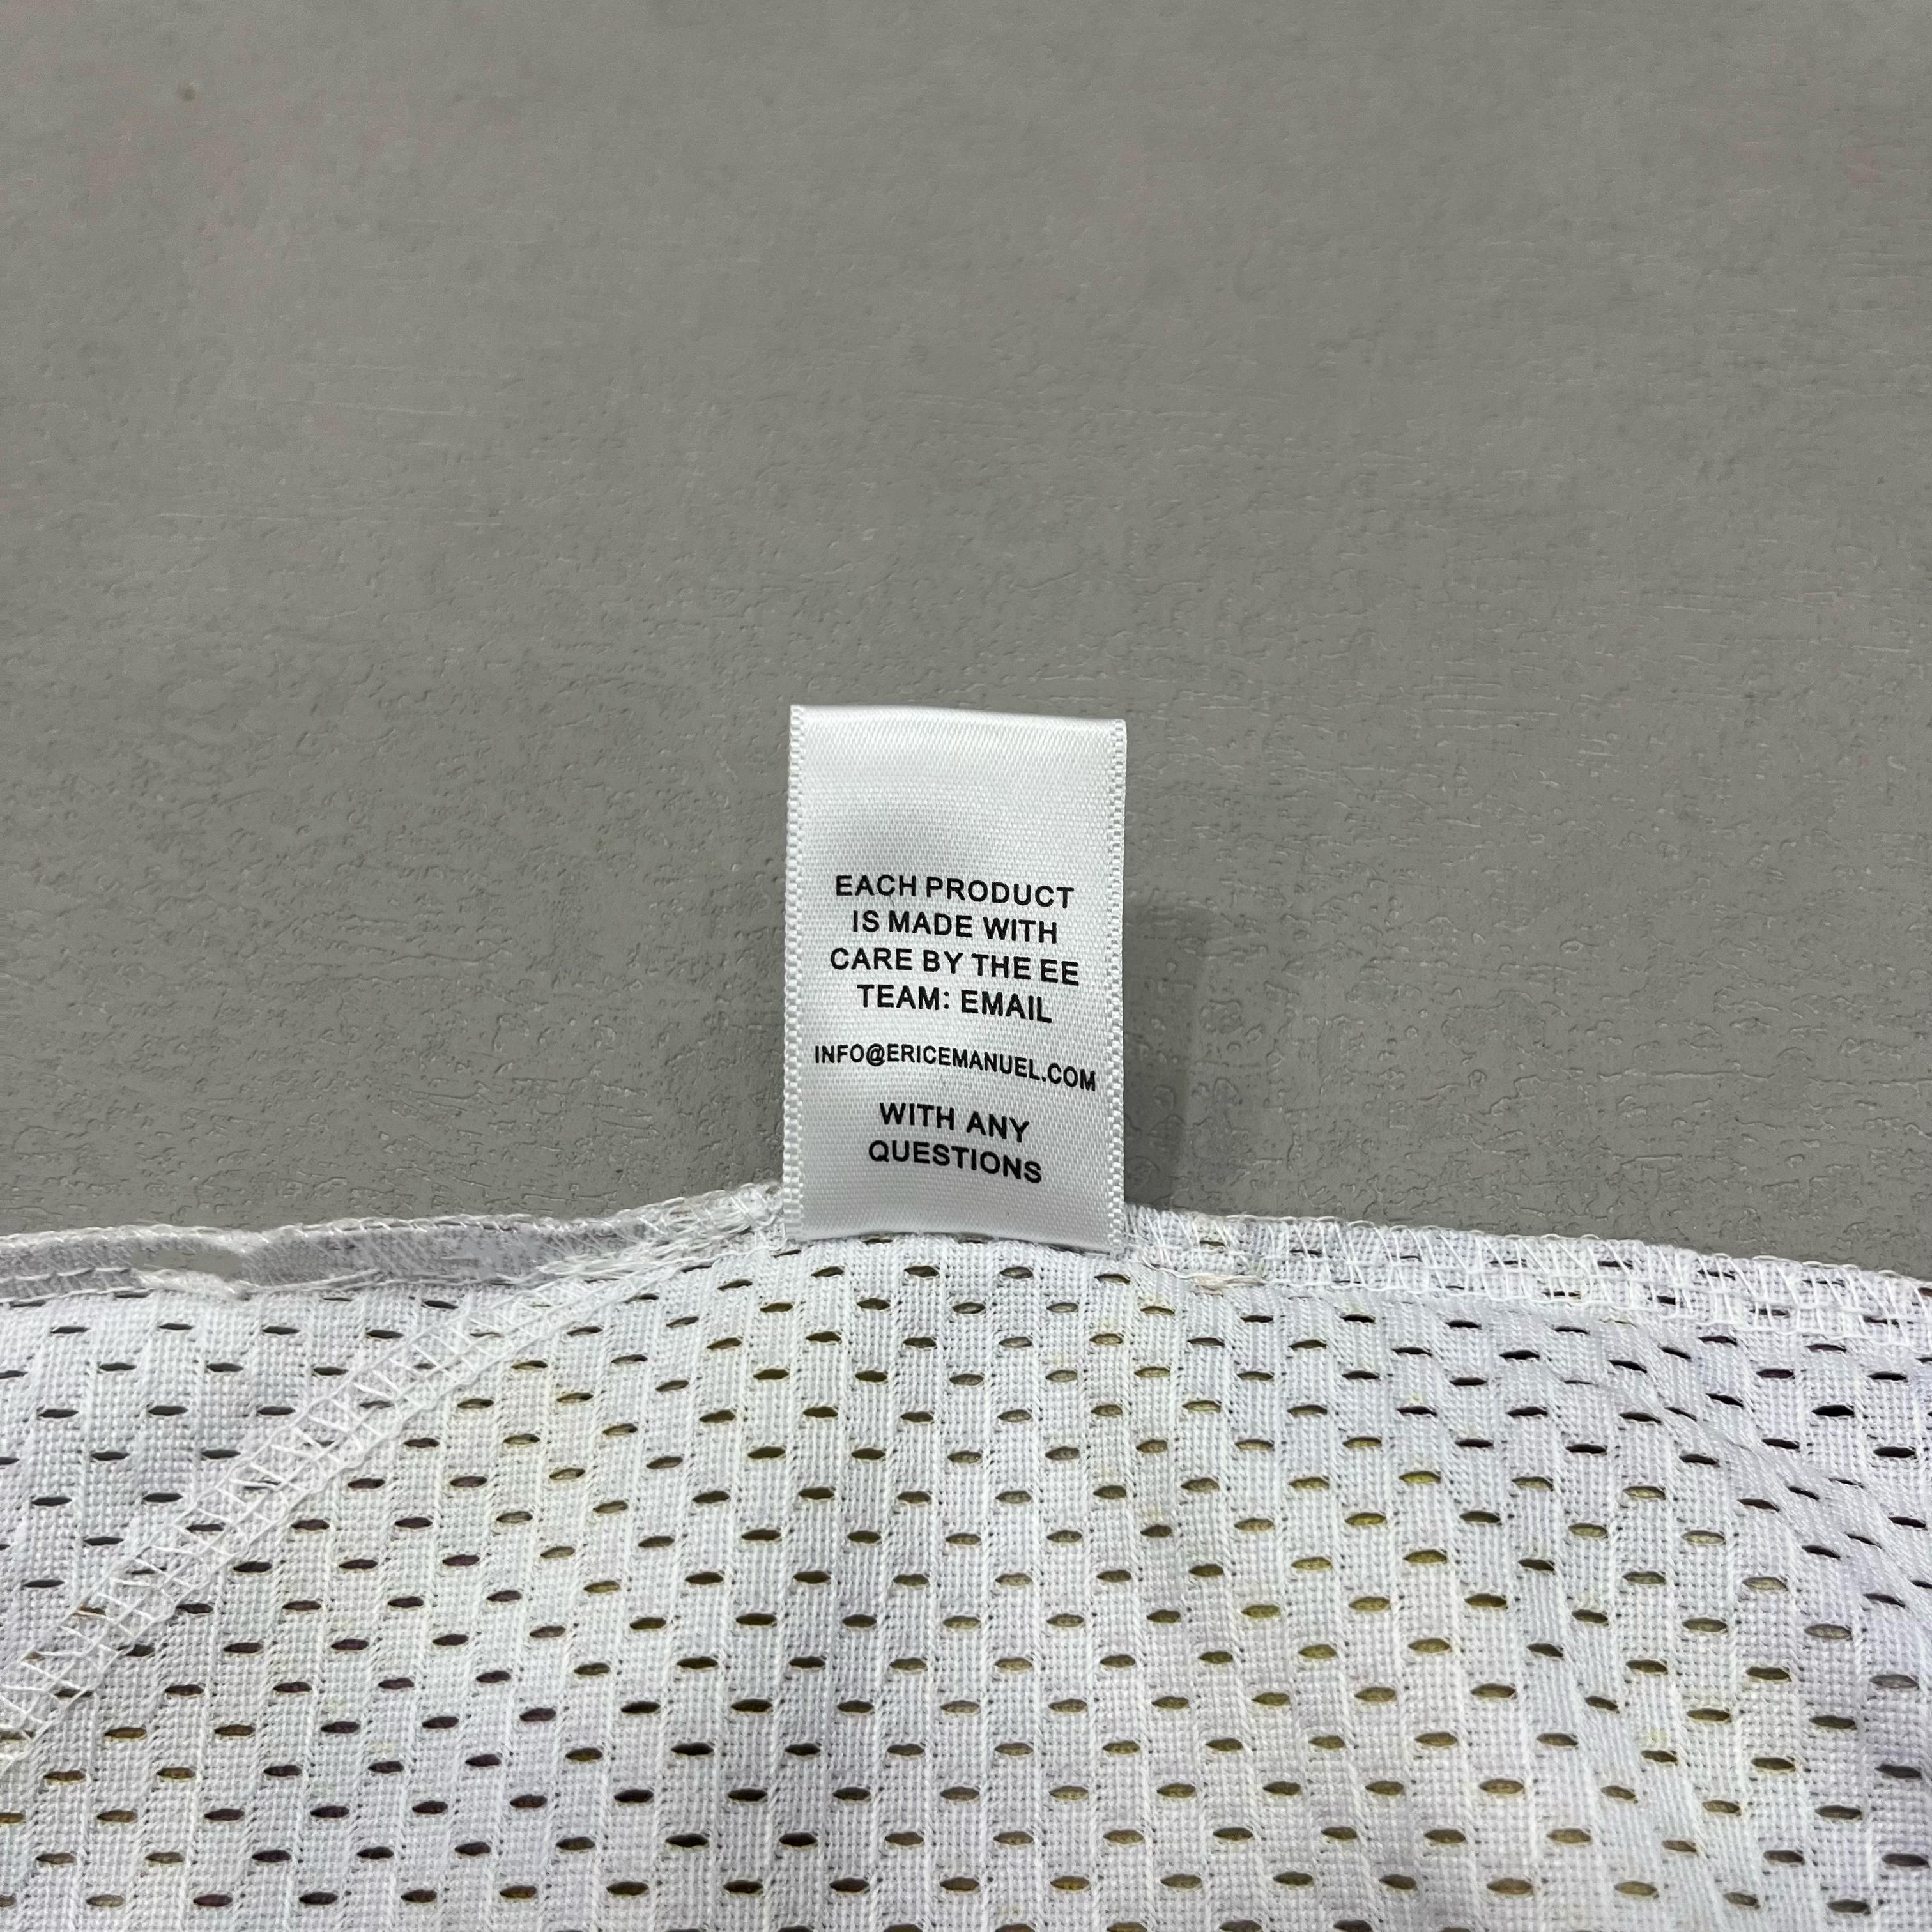 EACH PRODUCT
IS MADE WITH
CARE BY THE EE
TEAM: EMAIL
INFO@ERICEMANUEL.COM
WITH ANY
QUESTIONS